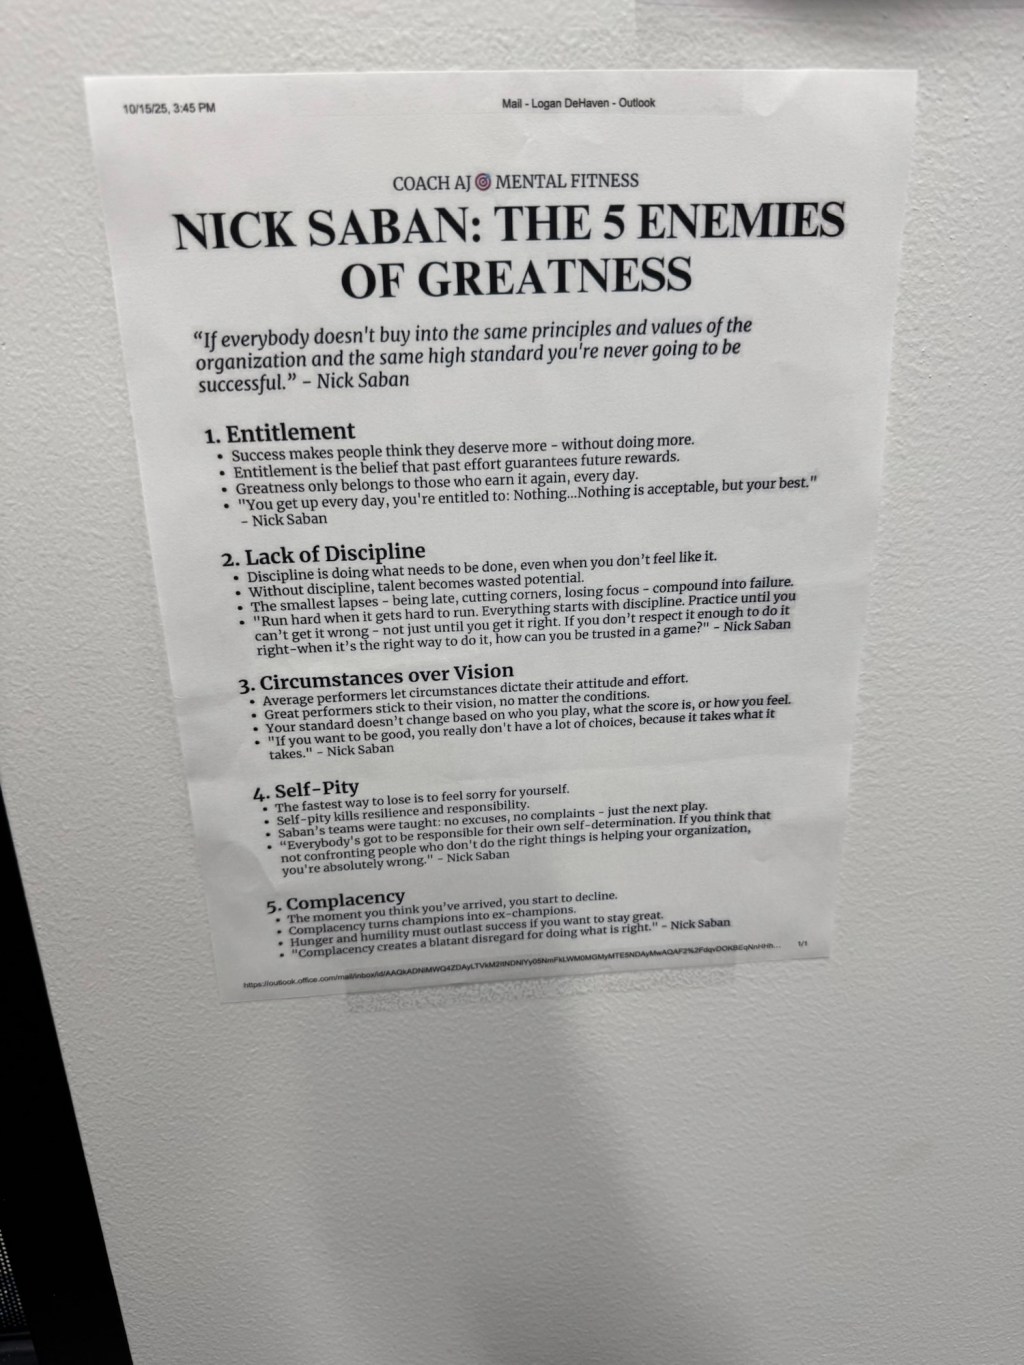 10/15/25, 3:45 PM
Mail - Logan DeHaven - Outlook
COACH AJ 🎯 MENTAL FITNESS
NICK SABAN: THE 5 ENEMIES
OF GREATNESS
“If everybody doesn't buy into the same principles and values of the
organization and the same high standard you're never going to be
successful.” – Nick Saban
1. Entitlement
• Success makes people think they deserve more – without doing more.
• Entitlement is the belief that past effort guarantees future rewards.
• Greatness only belongs to those who earn it again, every day.
• "You get up every day, you're entitled to: Nothing...Nothing is acceptable, but your best."
– Nick Saban
2. Lack of Discipline
• Discipline is doing what needs to be done, even when you don't feel like it.
• Without discipline, talent becomes wasted potential.
• The smallest lapses – being late, cutting corners, losing focus – compound into failure.
• "Run hard when it gets hard to run. Everything starts with discipline. Practice until you
can't get it wrong – not just until you get it right. If you don't respect it enough to do it
right–when it's the right way to do it, how can you be trusted in a game?" – Nick Saban
3. Circumstances over Vision
• Average performers let circumstances dictate their attitude and effort.
• Great performers stick to their vision, no matter the conditions.
• Your standard doesn't change based on who you play, what the score is, or how you feel.
• "If you want to be good, you really don't have a lot of choices, because it takes what it
takes." – Nick Saban
4. Self-Pity
• The fastest way to lose is to feel sorry for yourself.
• Self-pity kills resilience and responsibility.
• Saban's teams were taught: no excuses, no complaints – just the next play.
• "Everybody's got to be responsible for their own self-determination. If you think that
not confronting people who don't do the right things is helping your organization,
you're absolutely wrong." – Nick Saban
5. Complacency
• The moment you think you've arrived, you start to decline.
• Complacency turns champions into ex-champions.
• Hunger and humility must outlast success if you want to stay great.
• "Complacency creates a blatant disregard for doing what is right." – Nick Saban
1/1